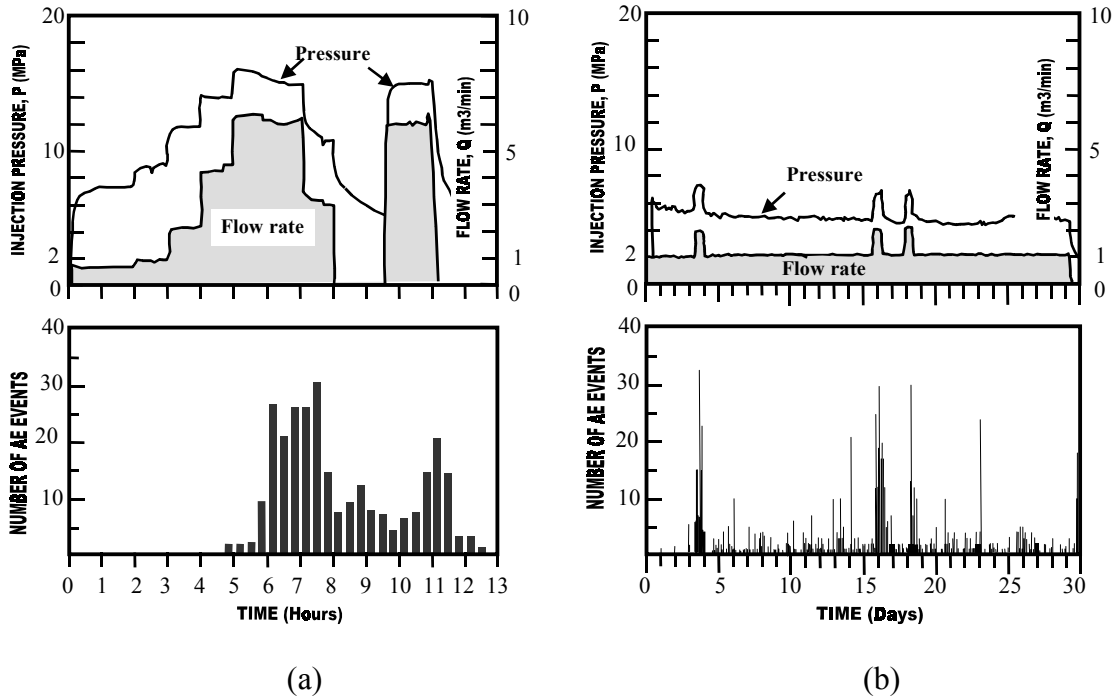 20
10
2
0
INJECTION PRESSURE, P (MPa)
Pressure
Flow rate
10
5
1
0
FLOW RATE, Q (m3/min)
40
30
20
10
NUMBER OF AE EVENTS
0 1 2 3 4 5 6 7 8 9 10 11 12 13
TIME (Hours)
(a)
20
10
2
0
INJECTION PRESSURE, P (MPa)
Pressure
Flow rate
10
5
1
0
FLOW RATE, Q (m3/min)
40
30
20
10
NUMBER OF AE EVENTS
0 5 10 15 20 25 30
TIME (Days)
(b)